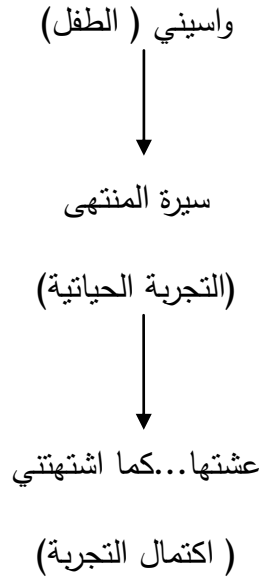 واسيني ( الطفل)
سيرة المنتهى
(التجربة الحياتية)
عشتها...كما اشتهتني
( اكتمال التجربة)